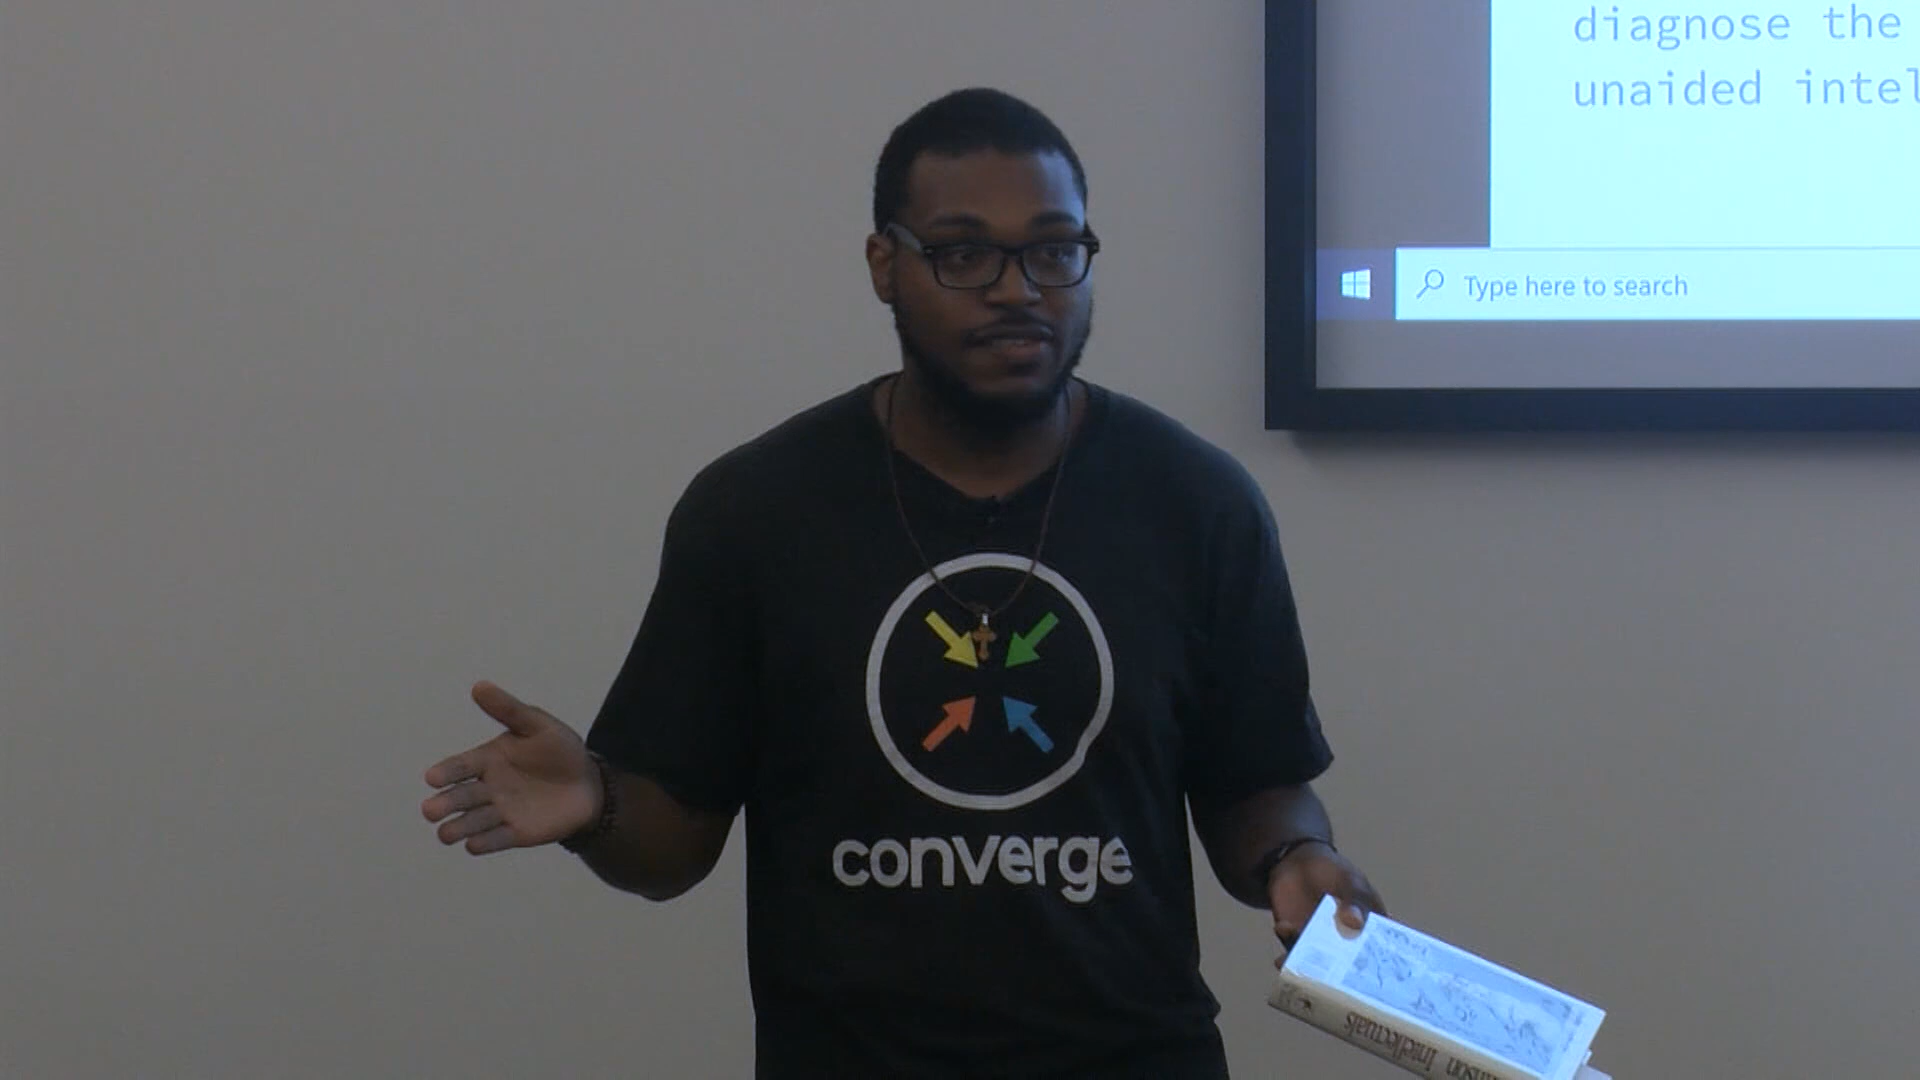 diagnose the
unaided intel
Type here to search
converge
Intellectuals